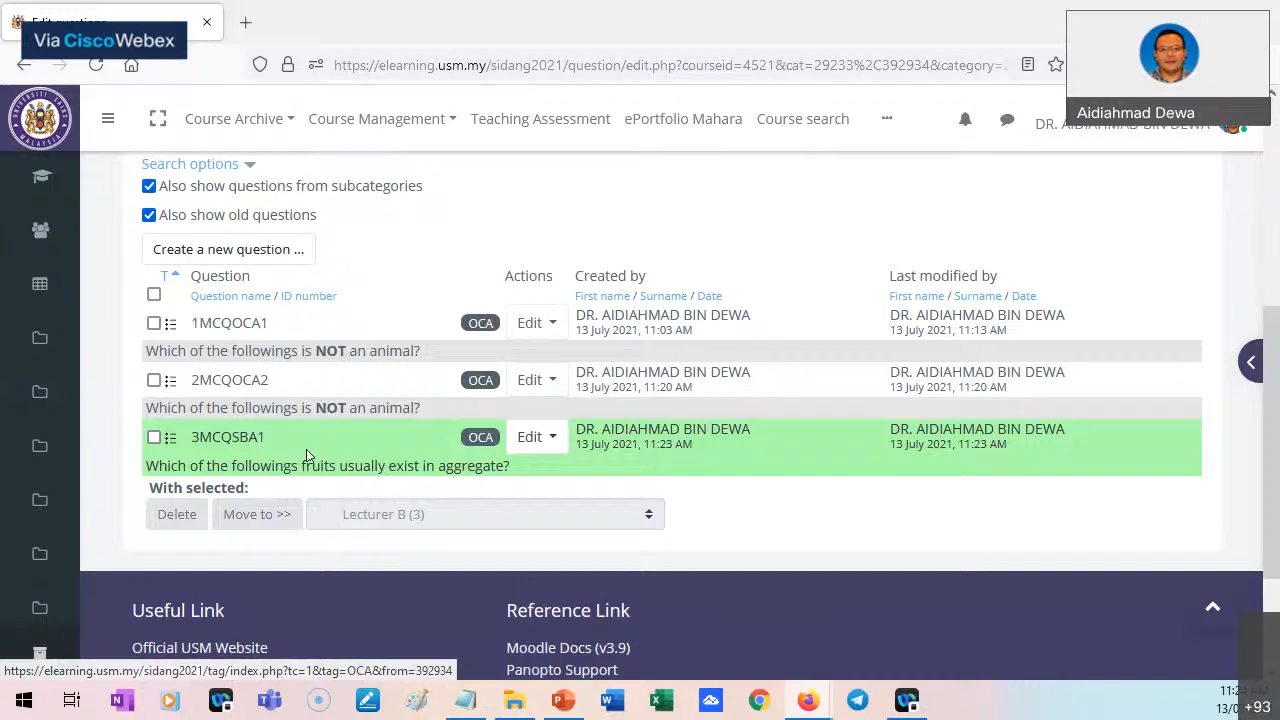 Edit questions
Via CiscoWebex
https://elearning.usm.my/sidang2021/question/edit.php?courseid=4521&cat=29233%2C392934&category=
Aidiahmad Dewa
Course Archive
Course Management
Teaching Assessment
ePortfolio Mahara
Course search
DR. AIDIAHMAD BIN DEWA
Search options
Also show questions from subcategories
Also show old questions
Create a new question ...
T Question Actions Created by Last modified by
Question name / ID number First name / Surname / Date First name / Surname / Date
1MCQOCA1 OCA Edit DR. AIDIAHMAD BIN DEWA DR. AIDIAHMAD BIN DEWA
13 July 2021, 11:03 AM 13 July 2021, 11:13 AM
Which of the followings is NOT an animal?
2MCQOCA2 OCA Edit DR. AIDIAHMAD BIN DEWA DR. AIDIAHMAD BIN DEWA
13 July 2021, 11:20 AM 13 July 2021, 11:20 AM
Which of the followings is NOT an animal?
3MCQSBA1 OCA Edit DR. AIDIAHMAD BIN DEWA DR. AIDIAHMAD BIN DEWA
13 July 2021, 11:23 AM 13 July 2021, 11:23 AM
Which of the followings fruits usually exist in aggregate?
With selected:
Delete Move to >> Lecturer B (3)
Useful Link Reference Link
Official USM Website Moodle Docs (v3.9)
Panopto Support
https://elearning.usm.my/sidang2021/tag/index.php?tc=1&tag=OCA&from=392934
+93